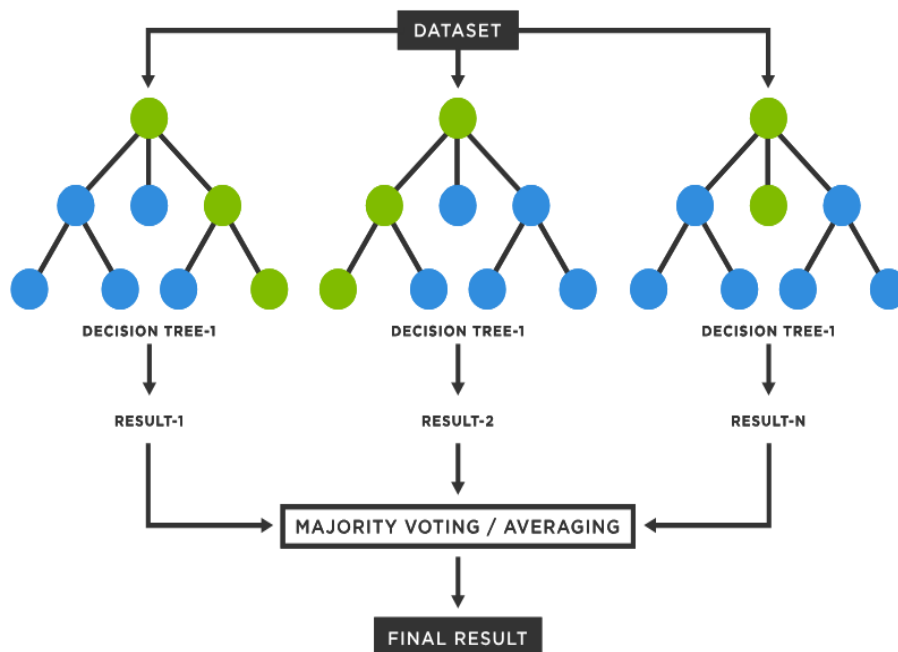 DATASET
DECISION TREE-1
DECISION TREE-1
DECISION TREE-1
RESULT-1
RESULT-2
RESULT-N
MAJORITY VOTING / AVERAGING
FINAL RESULT